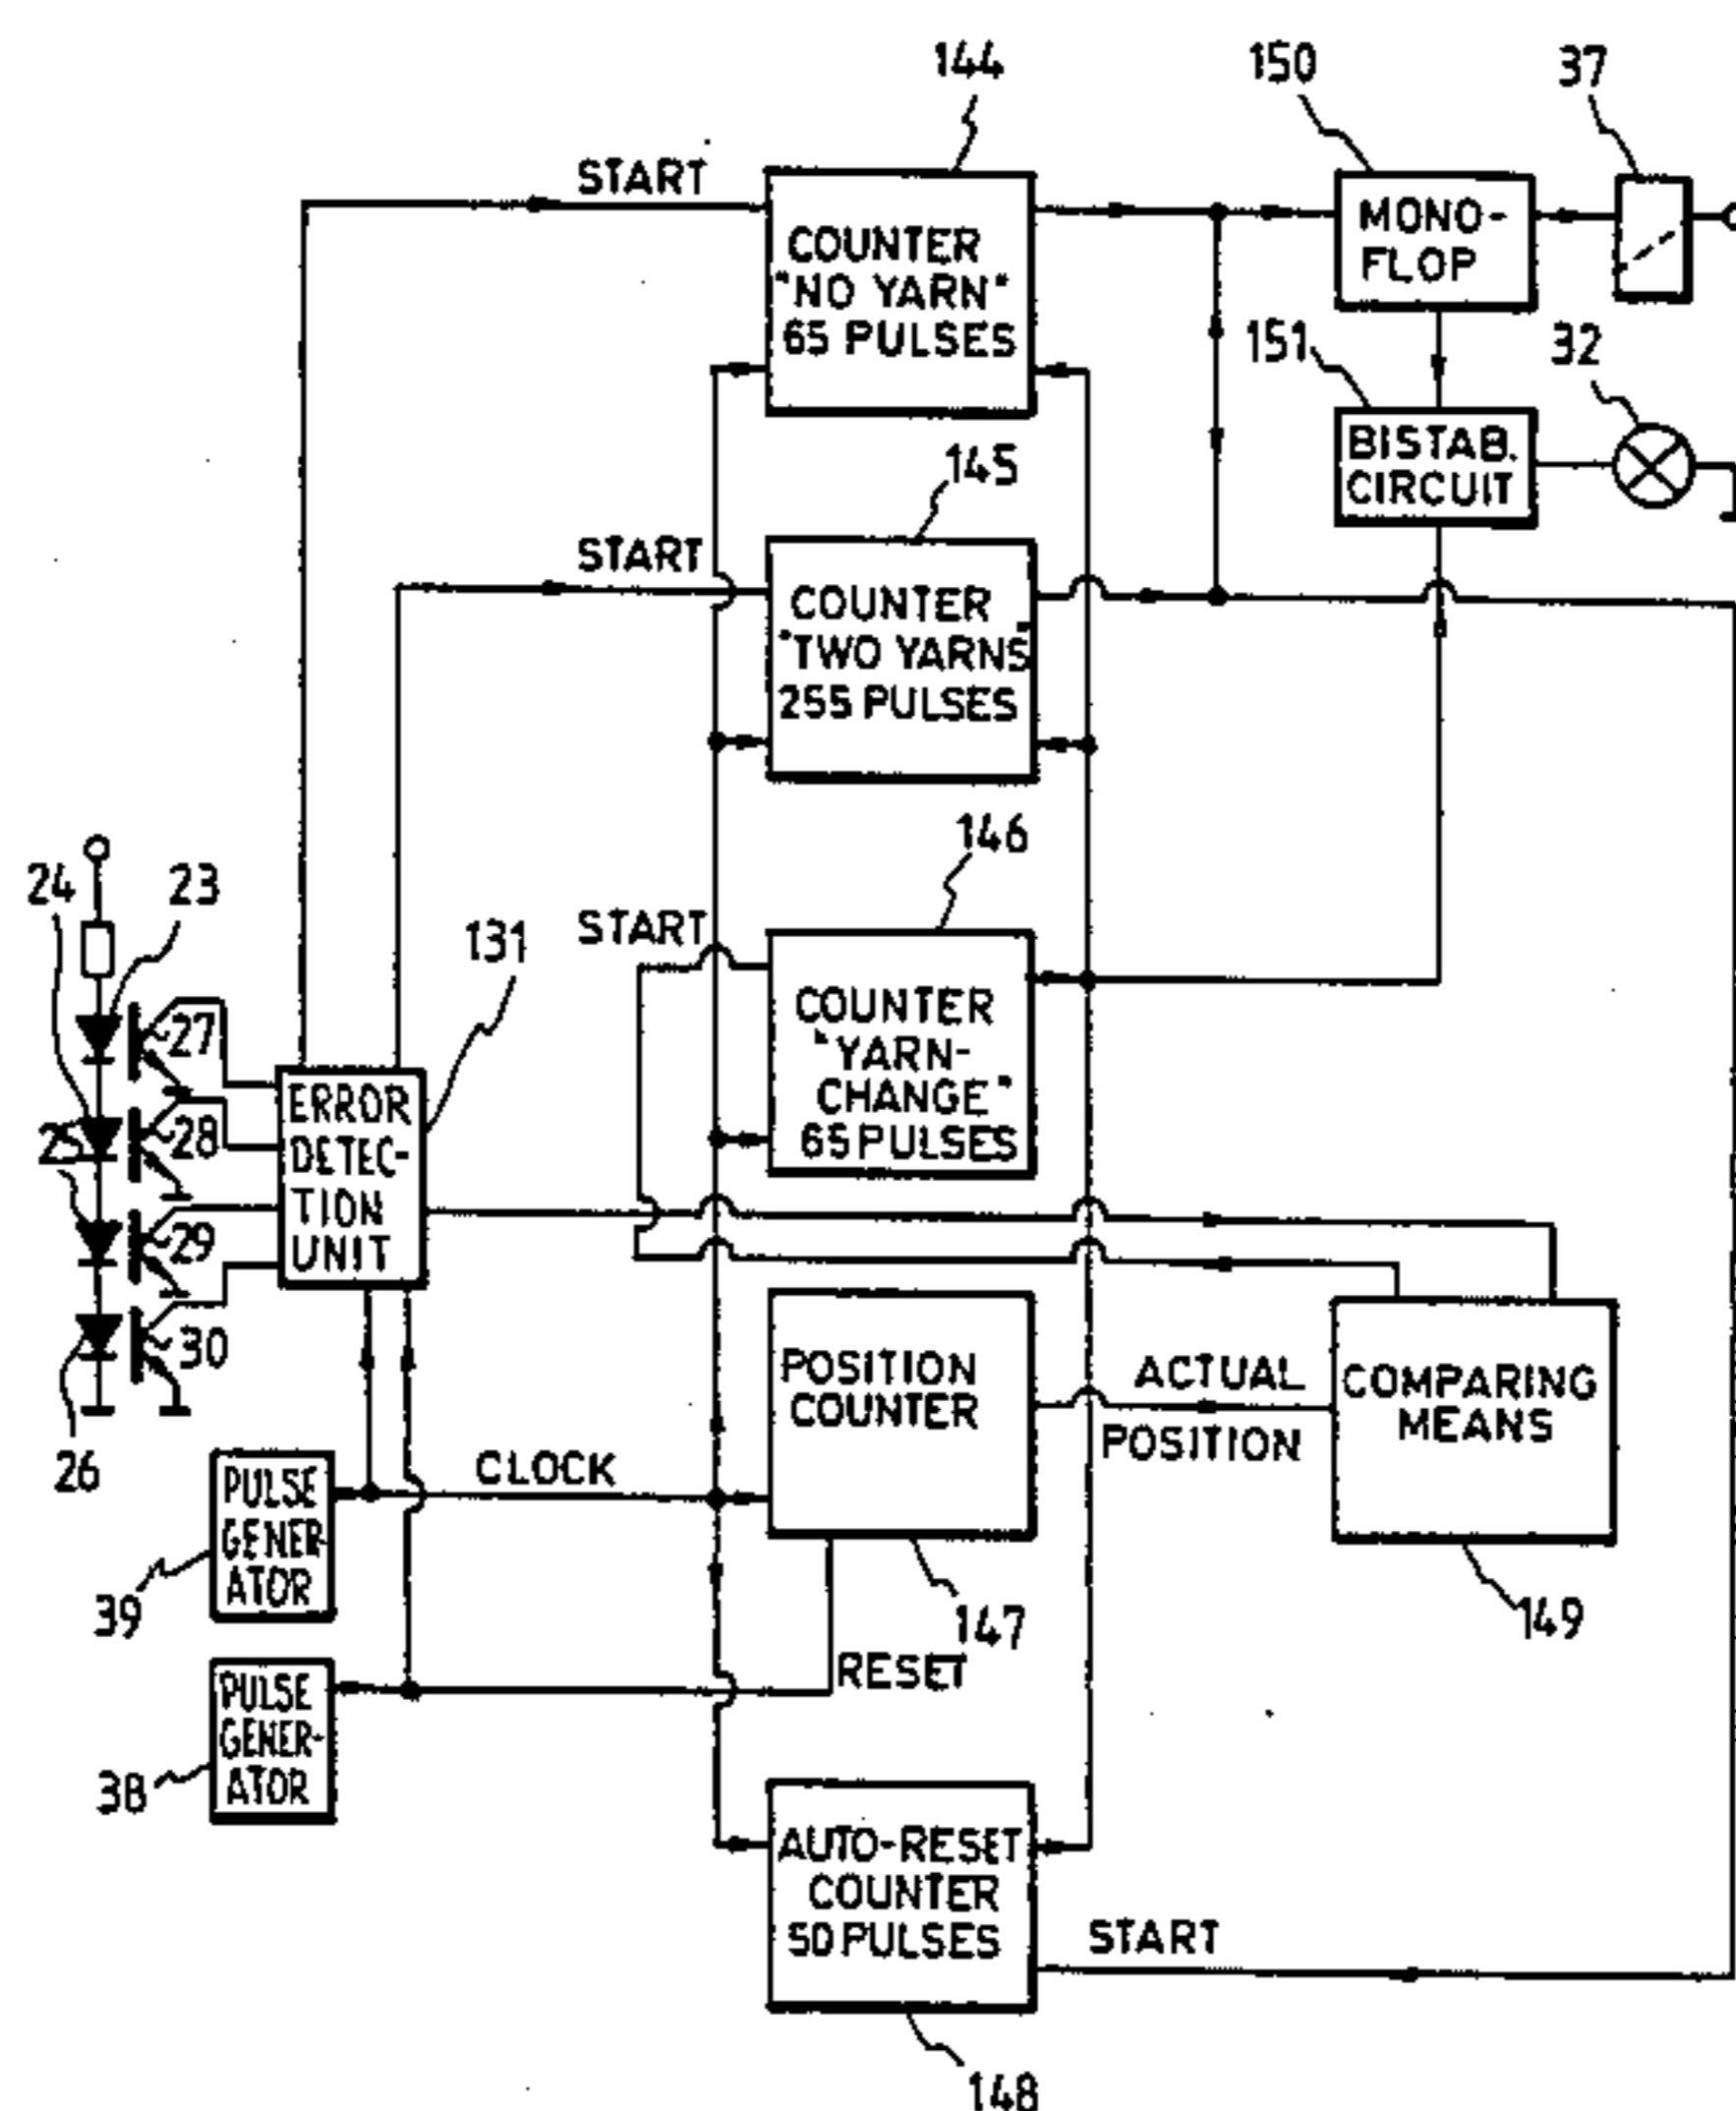 144
150
37
START
COUNTER
"NO YARN"
65 PULSES
MONO-
FLOP
151
32
BISTAB.
CIRCUIT
145
START
COUNTER
"TWO YARNS"
255 PULSES
146
START
COUNTER
"YARN-
CHANGE"
65 PULSES
24
23
131
27
25
28
29
30
26
ERROR
DETEC-
TION
UNIT
POSITION
COUNTER
ACTUAL
POSITION
COMPARING
MEANS
CLOCK
PULSE
GENER-
ATOR
39
147
149
RESET
PULSE
GENER-
ATOR
38
AUTO-RESET
COUNTER
50 PULSES
START
148